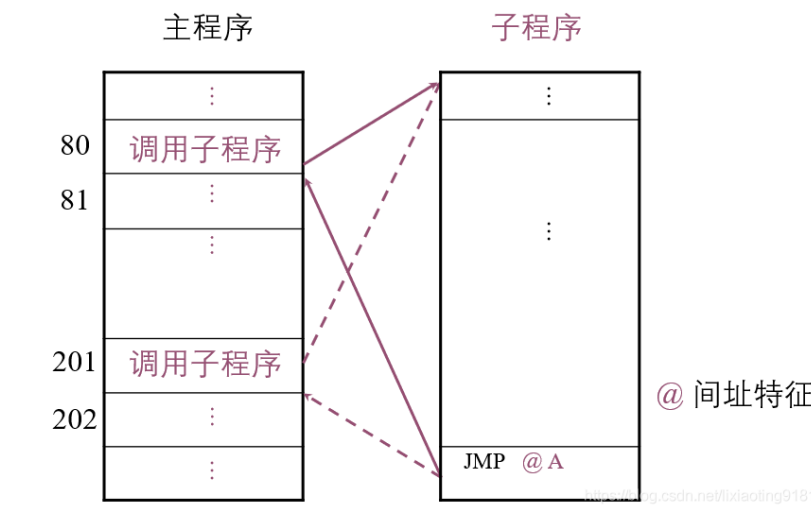 主程序
子程序
⋮
⋮
80
调用子程序
81
⋮
⋮
⋮
201
调用子程序
@ 间址特征
202
⋮
⋮
JMP @ A
https://blog.csdn.net/lixiaoting9181